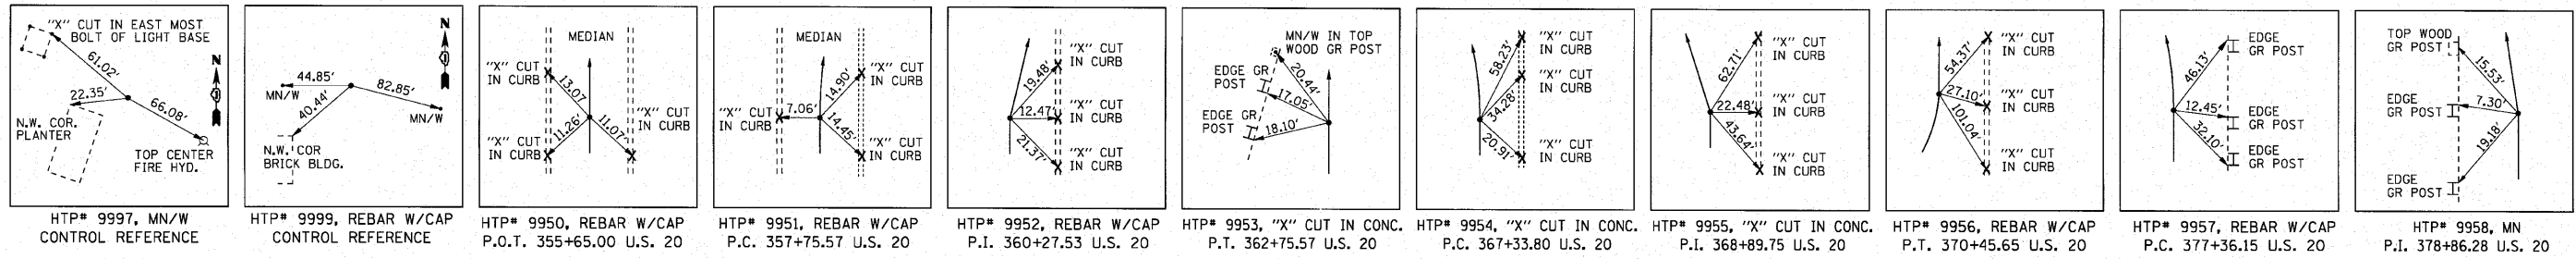 "X" CUT IN EAST MOST
BOLT OF LIGHT BASE
61.02'
N
22.35'
66.08'
N.W. COR.
PLANTER
TOP CENTER
FIRE HYD.
HTP# 9997, MN/W
CONTROL REFERENCE
N
44.85'
82.85'
MN/W
40.44'
MN/W
N.W. COR
BRICK BLDG.
HTP# 9999, REBAR W/CAP
CONTROL REFERENCE
MEDIAN
"X" CUT
IN CURB
13.07
"X" CUT
IN CURB
11.26'
11.07'
"X" CUT
IN CURB
HTP# 9950, REBAR W/CAP
P.O.T. 355+65.00 U.S. 20
MEDIAN
"X" CUT
IN CURB
14.90'
7.06'
"X" CUT
IN CURB
14.45'
"X" CUT
IN CURB
HTP# 9951, REBAR W/CAP
P.C. 357+75.57 U.S. 20
"X" CUT
IN CURB
19.48'
12.47'
"X" CUT
IN CURB
21.37'
"X" CUT
IN CURB
HTP# 9952, REBAR W/CAP
P.I. 360+27.53 U.S. 20
MN/W IN TOP
WOOD GR POST
20.44'
EDGE GR
POST
17.05'
EDGE GR
POST
18.10'
HTP# 9953, "X" CUT IN CONC.
P.T. 362+75.57 U.S. 20
"X" CUT
IN CURB
58.23'
"X" CUT
IN CURB
34.28'
20.91'
"X" CUT
IN CURB
HTP# 9954, "X" CUT IN CONC.
P.C. 367+33.80 U.S. 20
"X" CUT
IN CURB
62.71'
22.48'
"X" CUT
IN CURB
43.64'
"X" CUT
IN CURB
HTP# 9955, "X" CUT IN CONC.
P.I. 368+89.75 U.S. 20
"X" CUT
IN CURB
54.37'
27.10'
"X" CUT
IN CURB
101.04'
"X" CUT
IN CURB
HTP# 9956, REBAR W/CAP
P.T. 370+45.65 U.S. 20
EDGE
GR POST
46.13'
12.45'
EDGE
GR POST
32.10'
EDGE
GR POST
HTP# 9957, REBAR W/CAP
P.C. 377+36.15 U.S. 20
TOP WOOD
GR POST
15.53'
EDGE
GR POST
7.30'
19.18'
EDGE
GR POST
HTP# 9958, MN
P.I. 378+86.28 U.S. 20